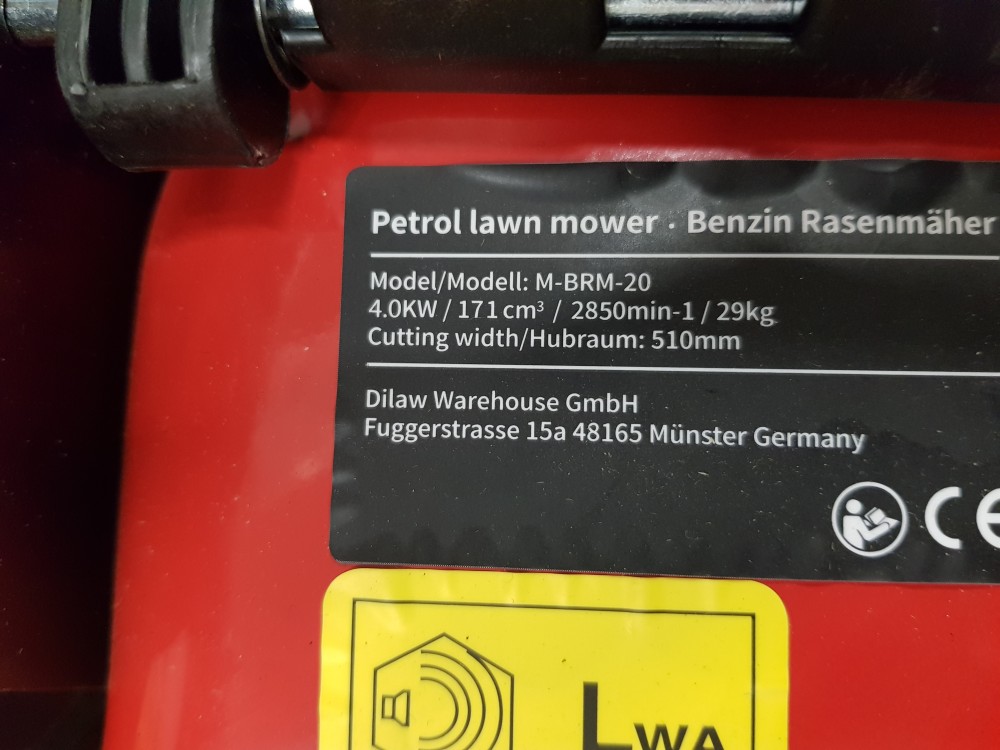 Petrol lawn mower · Benzin Rasenmäher
Model/Modell: M-BRM-20
4.0KW / 171 cm³ / 2850min-1 / 29kg
Cutting width/Hubraum: 510mm
Dilaw Warehouse GmbH
Fuggerstrasse 15a 48165 Münster Germany
CE
LWA